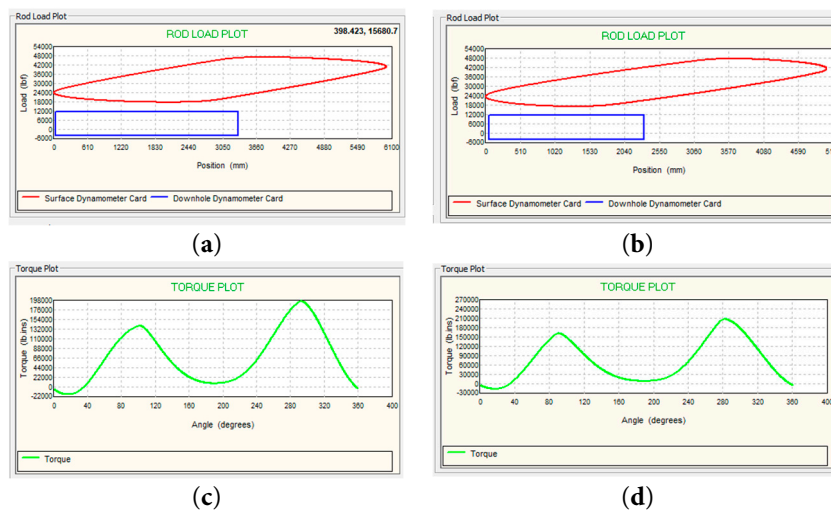 Rod Load Plot
ROD LOAD PLOT
398.423, 15680.7
Load (lbf)
54000
48000
42000
36000
30000
24000
18000
12000
6000
0
-6000
0 610 1220 1830 2440 3050 3660 4270 4880 5490 6100
Position (mm)
Surface Dynamometer Card Downhole Dynamometer Card
(a)
Rod Load Plot
ROD LOAD PLOT
Load (lbf)
54000
48000
42000
36000
30000
24000
18000
12000
6000
0
-6000
0 510 1020 1530 2040 2550 3060 3570 4080 4590
Position (mm)
Surface Dynamometer Card Downhole Dynamometer Card
(b)
Torque Plot
TORQUE PLOT
Torque (lb.ins)
198000
176000
154000
132000
110000
88000
66000
44000
22000
0
-22000
0 40 80 120 160 200 240 280 320 360 400
Angle (degrees)
Torque
(c)
Torque Plot
TORQUE PLOT
Torque (lb.ins)
270000
240000
210000
180000
150000
120000
90000
60000
30000
0
-30000
0 40 80 120 160 200 240 280 320 360 400
Angle (degrees)
Torque
(d)